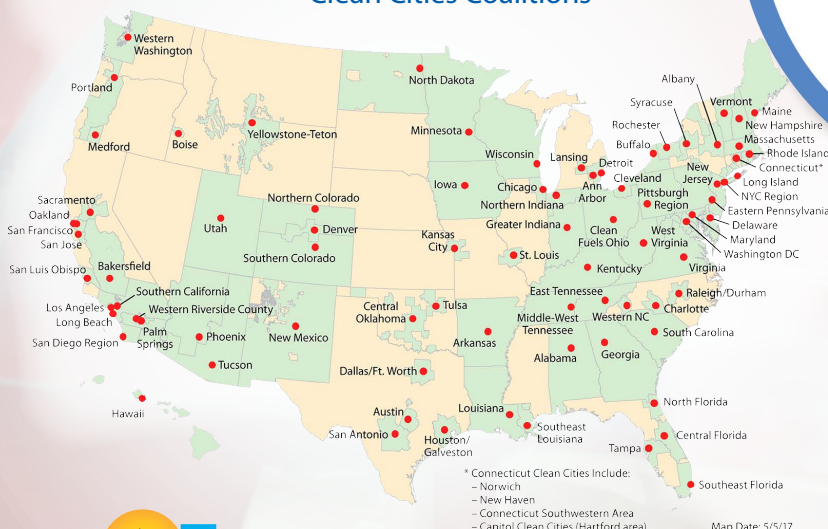 Clean Cities Coalitions
Western
Washington
Portland
Medford
Boise
Yellowstone-Teton
North Dakota
Minnesota
Wisconsin
Iowa
Chicago
Northern Indiana
Greater Indiana
Lansing
Detroit
Ann
Arbor
Cleveland
Clean
Fuels Ohio
Pittsburgh
Region
West
Virginia
Kentucky
Virginia
Albany
Syracuse
Rochester
Buffalo
Vermont
Maine
New Hampshire
Massachusetts
Rhode Island
Connecticut*
New
Jersey
Long Island
NYC Region
Eastern Pennsylvania
Delaware
Maryland
Washington DC
Sacramento
Oakland
San Francisco
San Jose
San Luis Obispo
Bakersfield
Southern California
Los Angeles
Western Riverside County
Long Beach
Palm
Springs
San Diego Region
Utah
Northern Colorado
Denver
Southern Colorado
Phoenix
Tucson
New Mexico
Kansas
City
St. Louis
Central
Oklahoma
Tulsa
Arkansas
Dallas/Ft. Worth
Austin
San Antonio
Houston/
Galveston
Louisiana
Southeast
Louisiana
East Tennessee
Middle-West
Tennessee
Western NC
Raleigh/Durham
Charlotte
South Carolina
Alabama
Georgia
North Florida
Central Florida
Tampa
Southeast Florida
Hawaii
* Connecticut Clean Cities Include:
– Norwich
– New Haven
– Connecticut Southwestern Area
– Capitol Clean Cities (Hartford area)
Map Date: 5/5/17